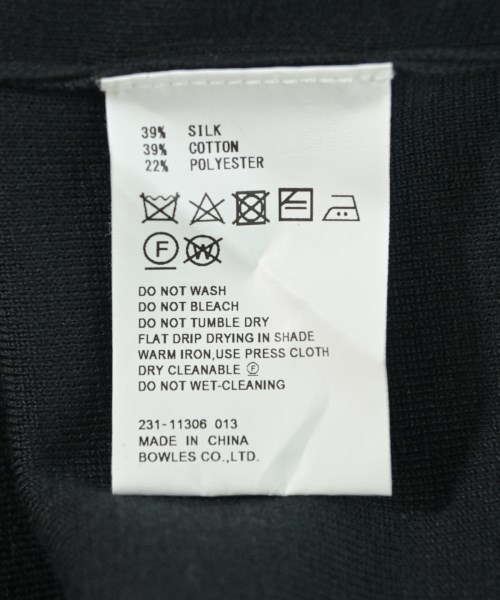 39% SILK
39% COTTON
22% POLYESTER
F W
DO NOT WASH
DO NOT BLEACH
DO NOT TUMBLE DRY
FLAT DRIP DRYING IN SHADE
WARM IRON,USE PRESS CLOTH
DRY CLEANABLE Ⓕ
DO NOT WET-CLEANING
231-11306 013
MADE IN CHINA
BOWLES CO.,LTD.